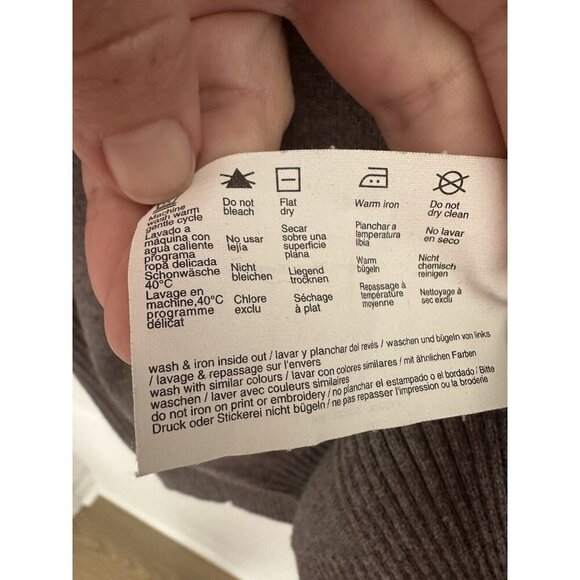 Machine
wash warm
gentle cycle
Lavado a
máquina con
agua caliente
programa
ropa delicada
Schonwäsche
40°C
Lavage en
machine,40°C
programme
délicat
Do not
bleach
No usar
lejía
Nicht
bleichen
Chlore
exclu
Flat
dry
Secar
sobre una
superficie
plana
Liegend
trocknen
Séchage
à plat
Warm iron
Planchar a
temperatura
tibia
Warm
bügeln
Repassage à
température
moyenne
Do not
dry clean
No lavar
en seco
Nicht
chemisch
reinigen
Nettoyage à
sec exclu
wash & iron inside out / lavar y planchar del revés / waschen und bügeln von links
/ lavage & repassage sur l'envers
wash with similar colours / lavar con colores similares / mit ähnlichen Farben
waschen / laver avec couleurs similaires
do not iron on print or embroidery / no planchar el estampado o el bordado / Bitte
Druck oder Stickerei nicht bügeln / ne pas repasser l'impression ou la broderie